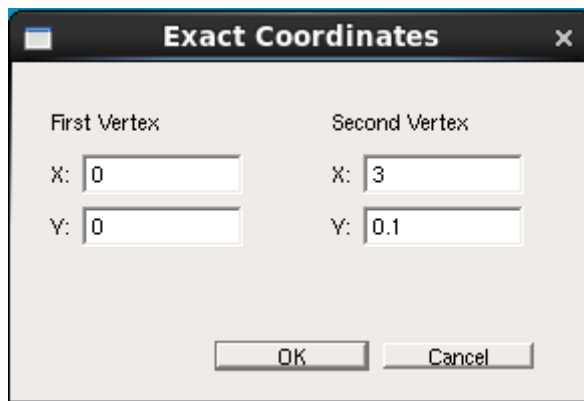 Exact Coordinates
First Vertex Second Vertex
X: 0 X: 3
Y: 0 Y: 0.1
OK Cancel